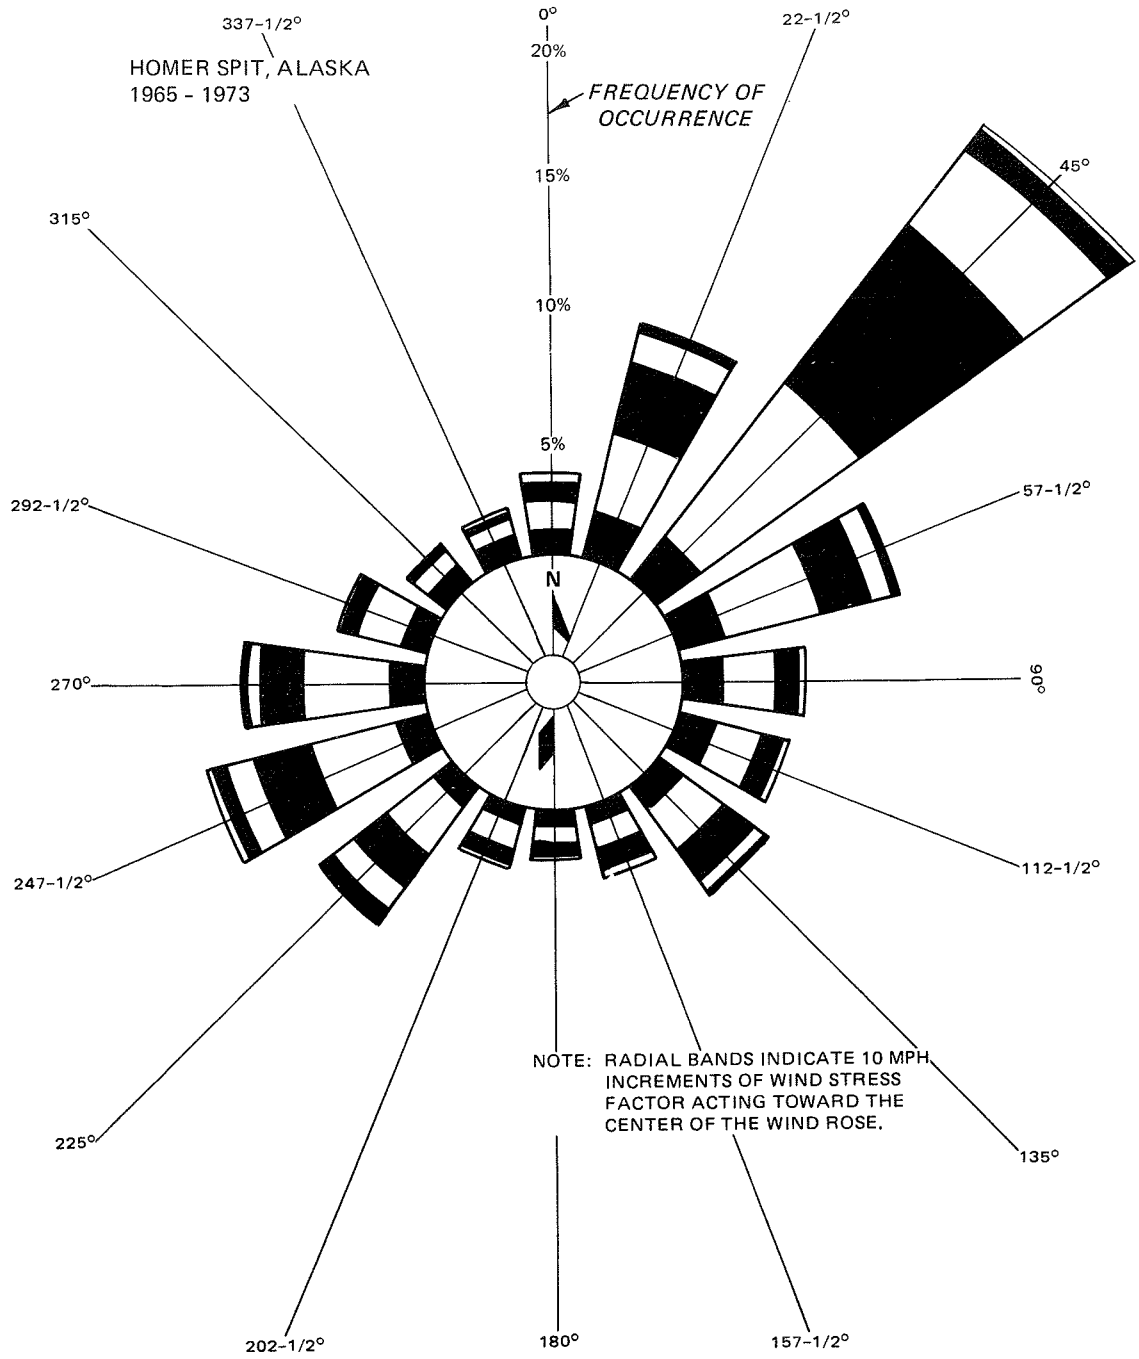 0°
337-1/2°
22-1/2°
20%
HOMER SPIT, ALASKA
1965 - 1973
FREQUENCY OF
OCCURRENCE
15%
45°
315°
10%
5%
292-1/2°
57-1/2°
N
270°
90°
247-1/2°
112-1/2°
NOTE: RADIAL BANDS INDICATE 10 MPH
INCREMENTS OF WIND STRESS
FACTOR ACTING TOWARD THE
CENTER OF THE WIND ROSE.
225°
135°
202-1/2°
180°
157-1/2°